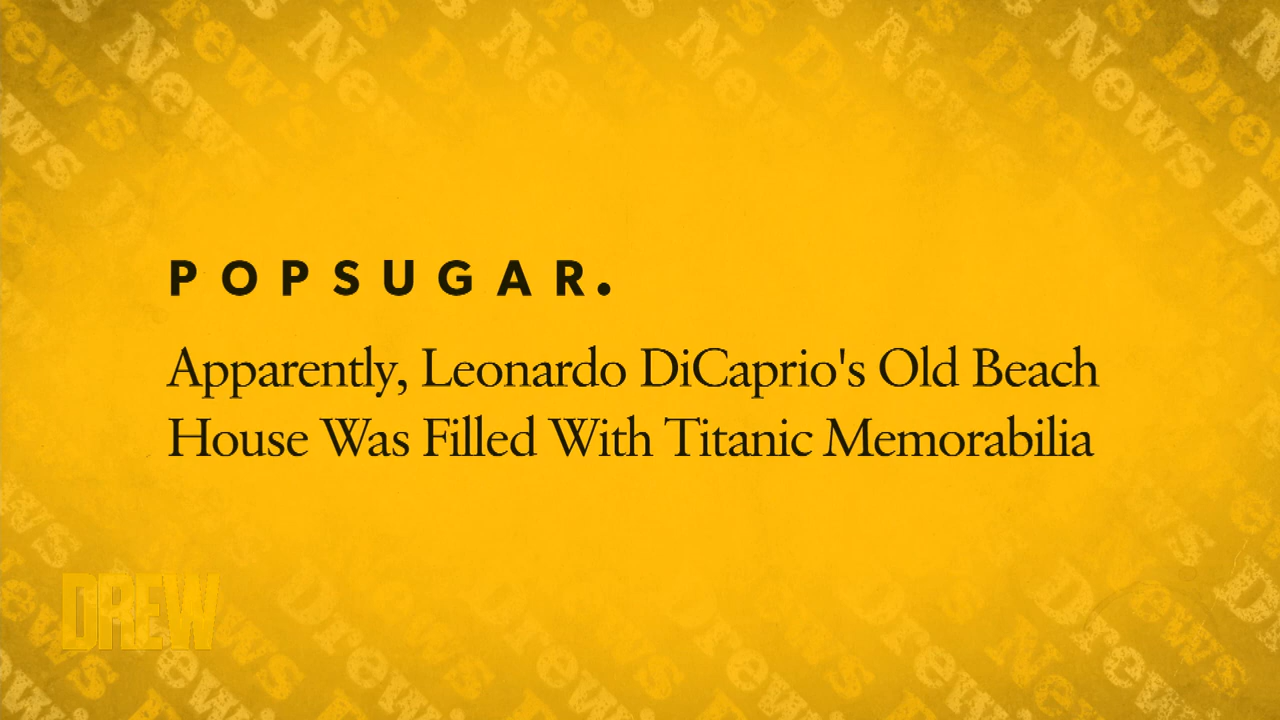 POPSUGAR.
Apparently, Leonardo DiCaprio's Old Beach
House Was Filled With Titanic Memorabilia
DREW